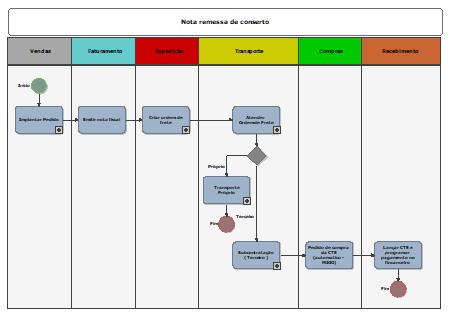 Nota remessa de conserto
Vendas
Faturamento
Expedição
Transporte
Compras
Recebimento
Início
Implantar Pedido
Emitir nota fiscal
Criar ordem de
frete
Atender
Ordem de Frete
Próprio
Transporte
Próprio
Fim
Terceiro
Subcontratação
( Terceiro )
Pedido de compra
da CTE
(automático -
Lançar CTE e
programar
pagamento no
financeiro
Fim